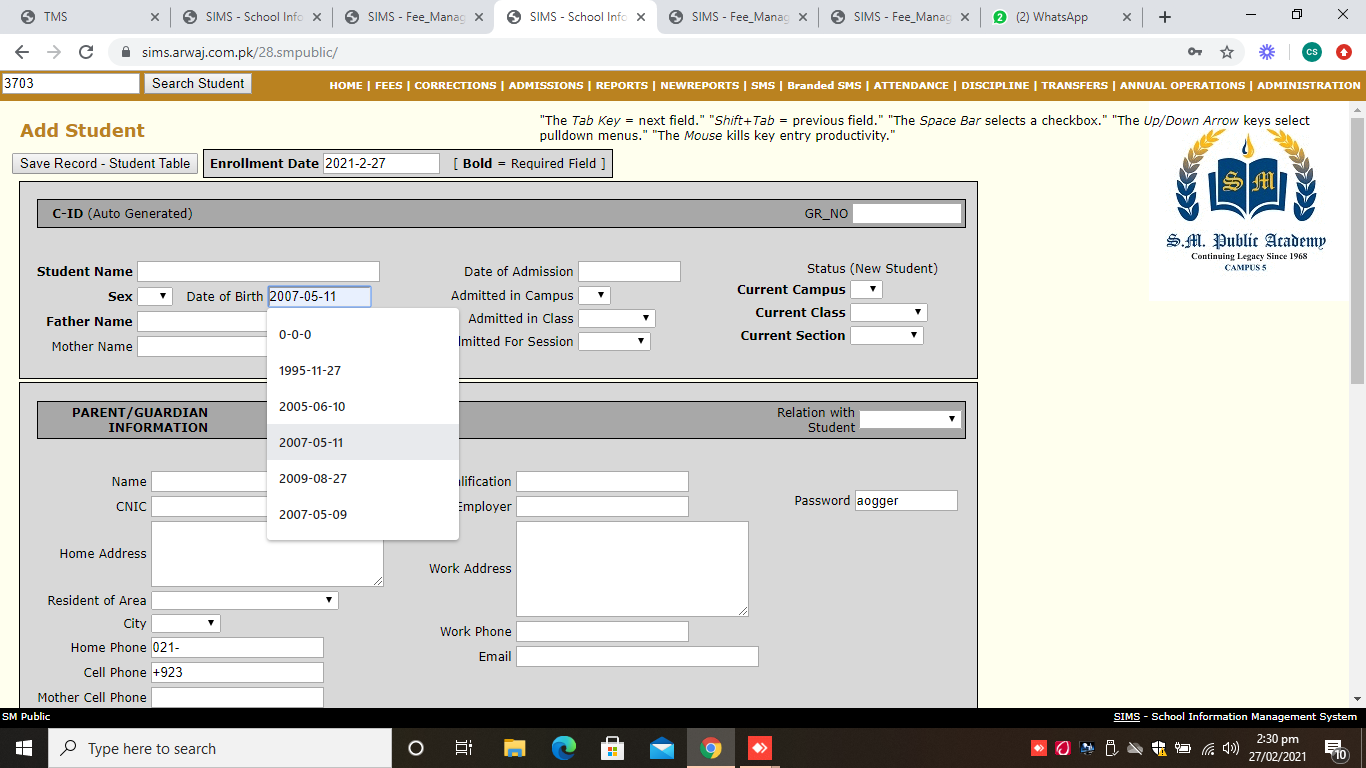 TMS
SIMS - School Info
SIMS - Fee_Manag
SIMS - School Info
SIMS - Fee_Manag
SIMS - Fee_Manag
(2) WhatsApp
sims.arwaj.com.pk/28.smpublic/
CS
3703 Search Student HOME | FEES | CORRECTIONS | ADMISSIONS | REPORTS | NEWREPORTS | SMS | Branded SMS | ATTENDANCE | DISCIPLINE | TRANSFERS | ANNUAL OPERATIONS | ADMINISTRATION
Add Student
"The Tab Key = next field." "Shift+Tab = previous field." "The Space Bar selects a checkbox." "The Up/Down Arrow keys select
pulldown menus." "The Mouse kills key entry productivity."
Save Record - Student Table Enrollment Date 2021-2-27 [ Bold = Required Field ]
SM
S.M. Public Academy
Continuing Legacy Since 1968
CAMPUS 5
C-ID (Auto Generated) GR_NO
Student Name Date of Admission Status (New Student)
Sex Date of Birth 2007-05-11 Admitted in Campus Current Campus
Father Name Admitted in Class Current Class
Mother Name mitted For Session Current Section
0-0-0
1995-11-27
2005-06-10
2007-05-11
2009-08-27
2007-05-09
PARENT/GUARDIAN
INFORMATION
Relation with
Student
Name lification
CNIC Employer Password aogger
Home Address Work Address
Resident of Area
City
Home Phone 021- Work Phone
Cell Phone +923 Email
Mother Cell Phone
SM Public SIMS - School Information Management System
Type here to search
2:30 pm
27/02/2021
10